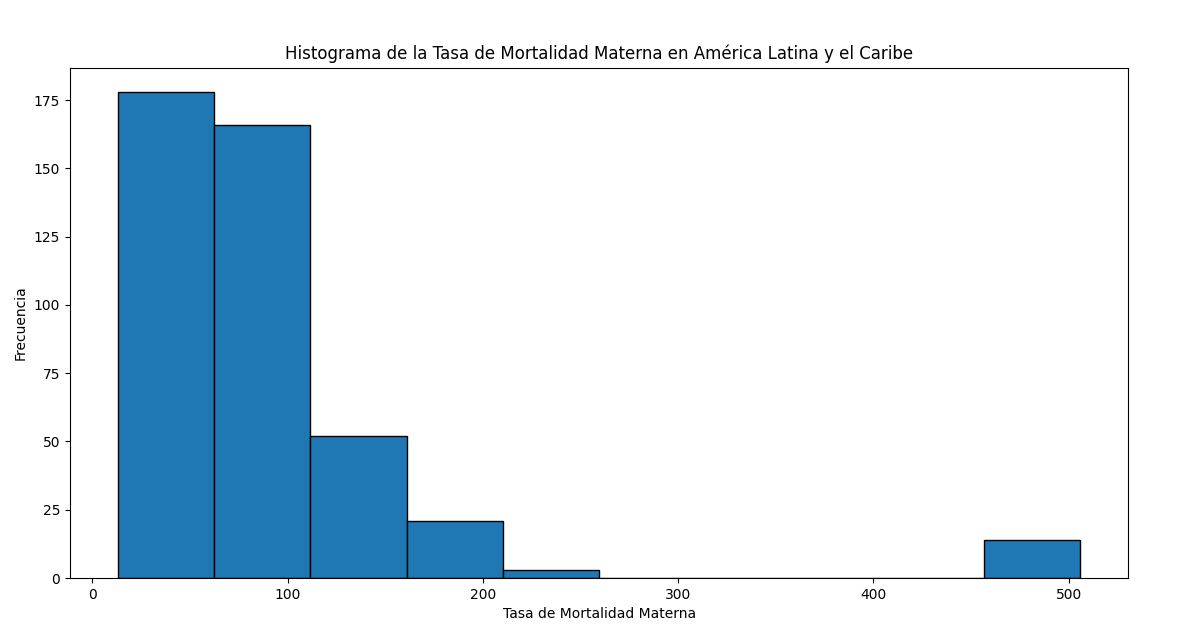 Histograma de la Tasa de Mortalidad Materna en América Latina y el Caribe
175
150
125
100
75
50
25
0
Frecuencia
0 100 200 300 400 500
Tasa de Mortalidad Materna